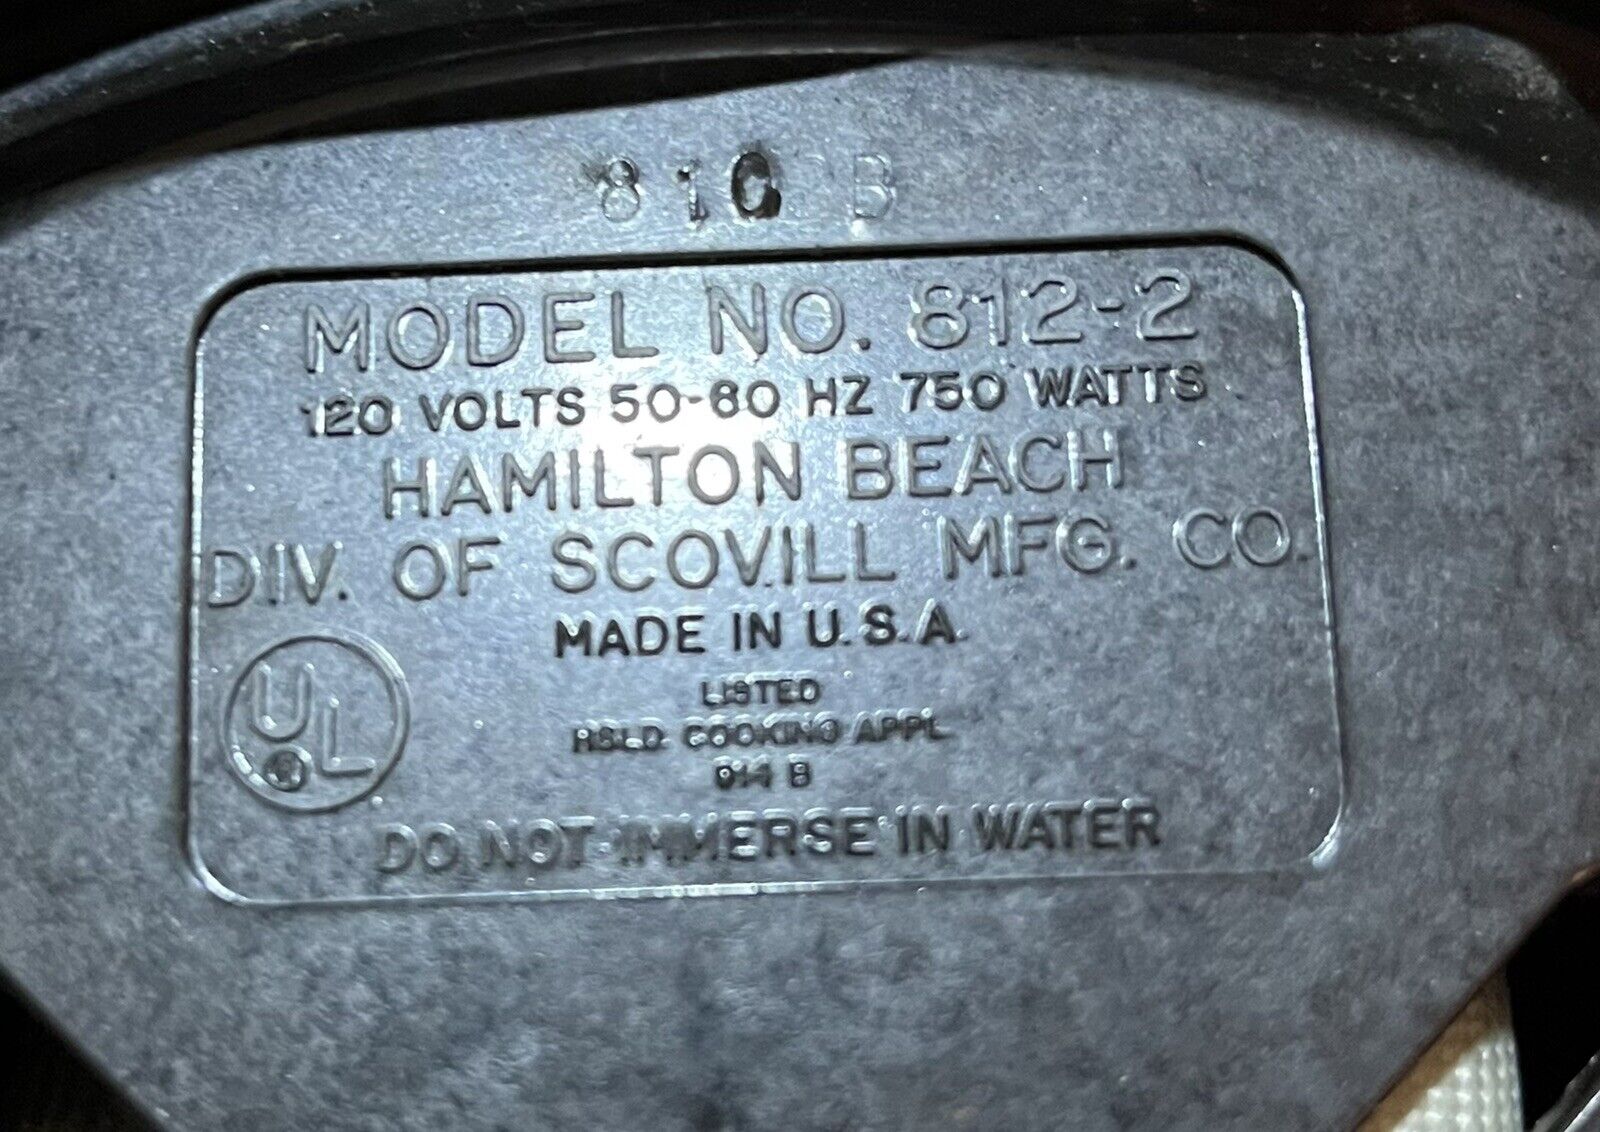 810 B
MODEL NO. 812-2
120 VOLTS 50-60 HZ 750 WATTS
HAMILTON BEACH
DIV. OF SCOVILL MFG. CO.
MADE IN U.S.A.
UL
®
LISTED
HSLD. COOKING APPL.
914 B
DO NOT IMMERSE IN WATER